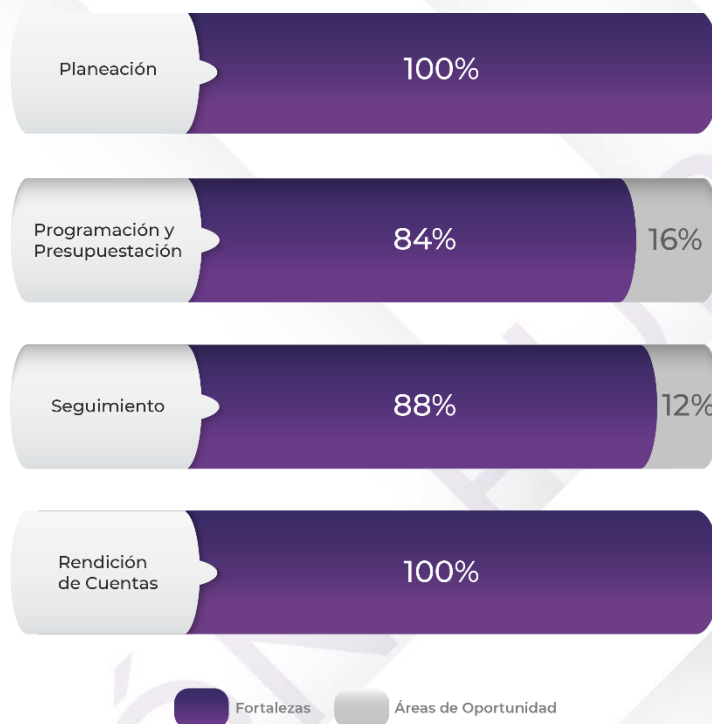 Planeación
100%
Programación y
Presupuestación
84%
16%
Seguimiento
88%
12%
Rendición
de Cuentas
100%
Fortalezas
Áreas de Oportunidad